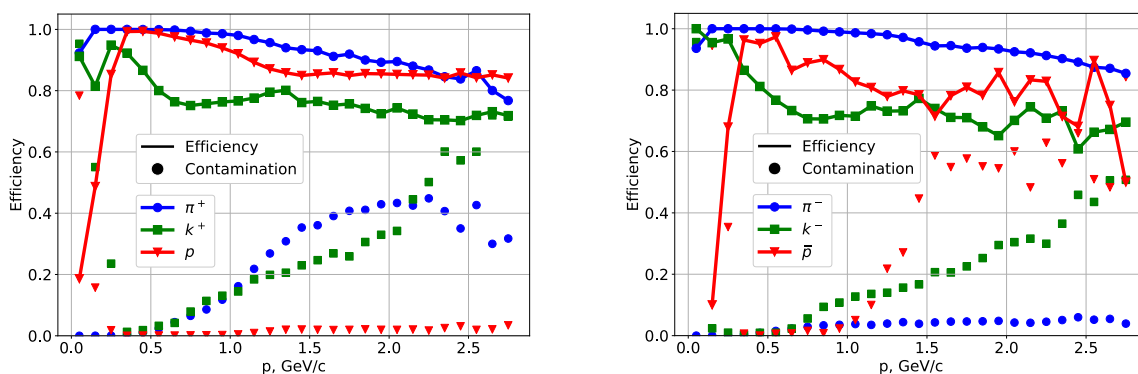 Efficiency
1.0
0.8
0.6
0.4
0.2
0.0
Efficiency
Contamination
π⁺
k⁺
p
0.0 0.5 1.0 1.5 2.0 2.5
p, GeV/c
Efficiency
1.0
0.8
0.6
0.4
0.2
0.0
Efficiency
Contamination
π⁻
k⁻
p̄
0.0 0.5 1.0 1.5 2.0 2.5
p, GeV/c